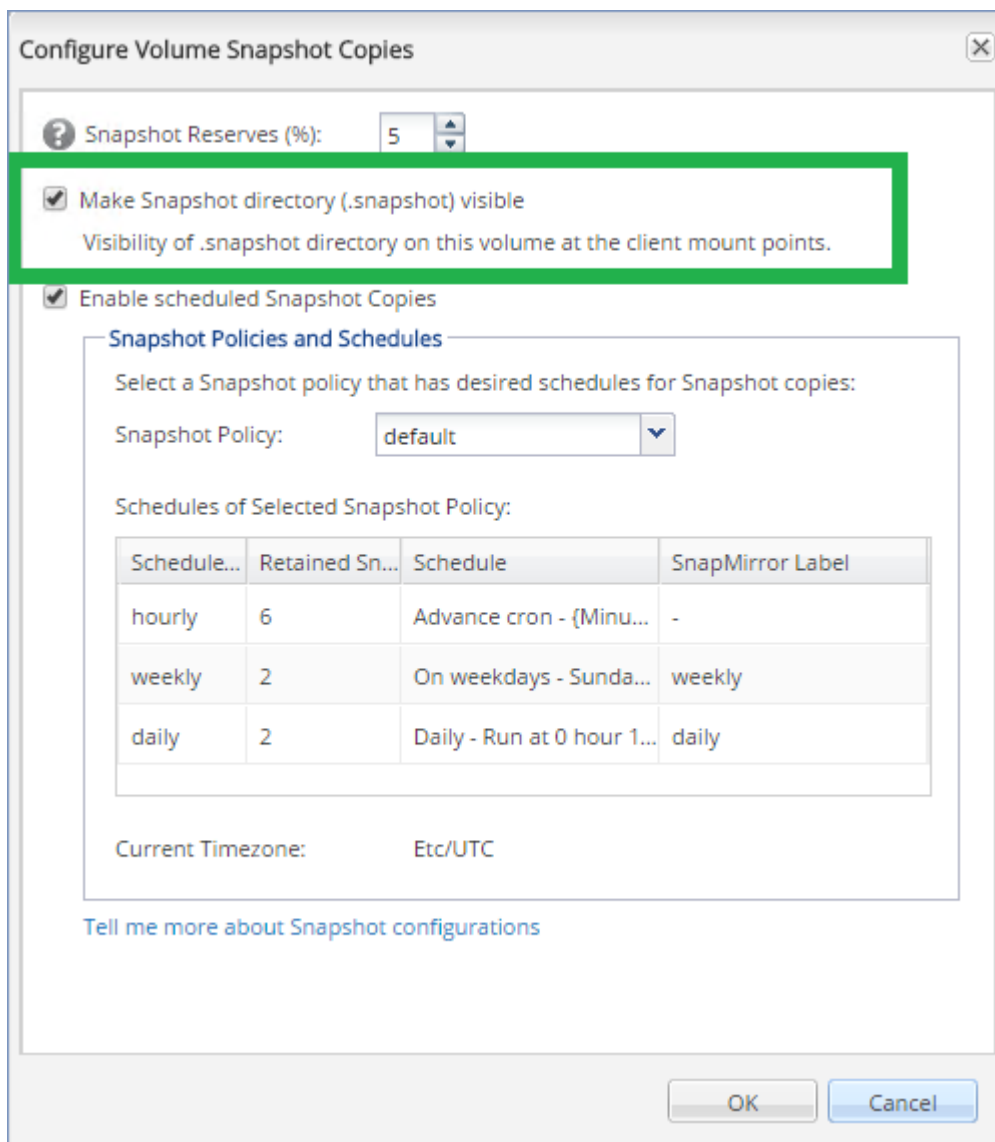 Configure Volume Snapshot Copies
Snapshot Reserves (%): 5
Make Snapshot directory (.snapshot) visible
Visibility of .snapshot directory on this volume at the client mount points.
Enable scheduled Snapshot Copies
Snapshot Policies and Schedules
Select a Snapshot policy that has desired schedules for Snapshot copies:
Snapshot Policy: default
Schedules of Selected Snapshot Policy:
Schedule... Retained Sn... Schedule SnapMirror Label
hourly 6 Advance cron - {Minu... -
weekly 2 On weekdays - Sunda... weekly
daily 2 Daily - Run at 0 hour 1... daily
Current Timezone: Etc/UTC
Tell me more about Snapshot configurations
OK Cancel